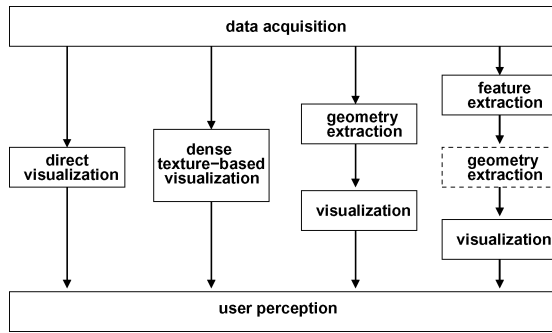 data acquisition
direct
visualization
dense
texture−based
visualization
geometry
extraction
visualization
feature
extraction
geometry
extraction
visualization
user perception